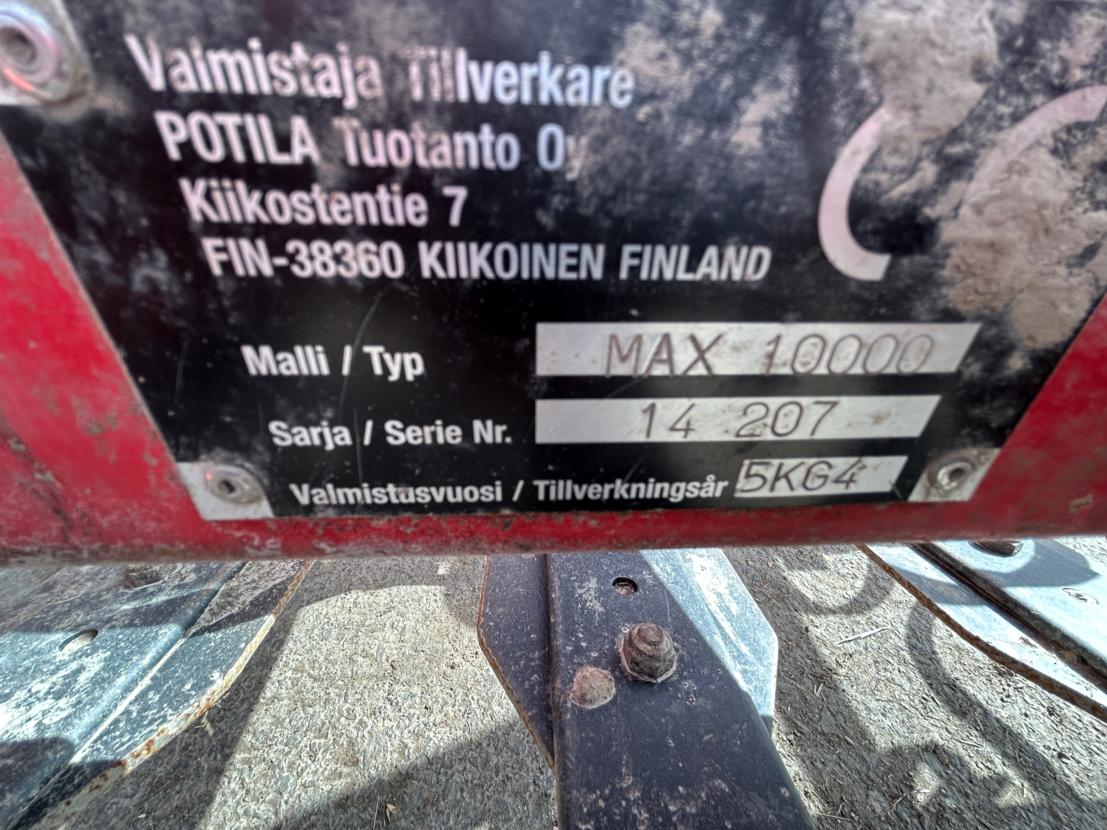 Valmistaja Tillverkare
POTILA Tuotanto Oy
Kiikostentie 7
FIN-38360 KIIKOINEN FINLAND
CE
Malli / Typ MAX 10000
Sarja / Serie Nr. 14 207
Valmistusvuosi / Tillverkningsår 5KG4